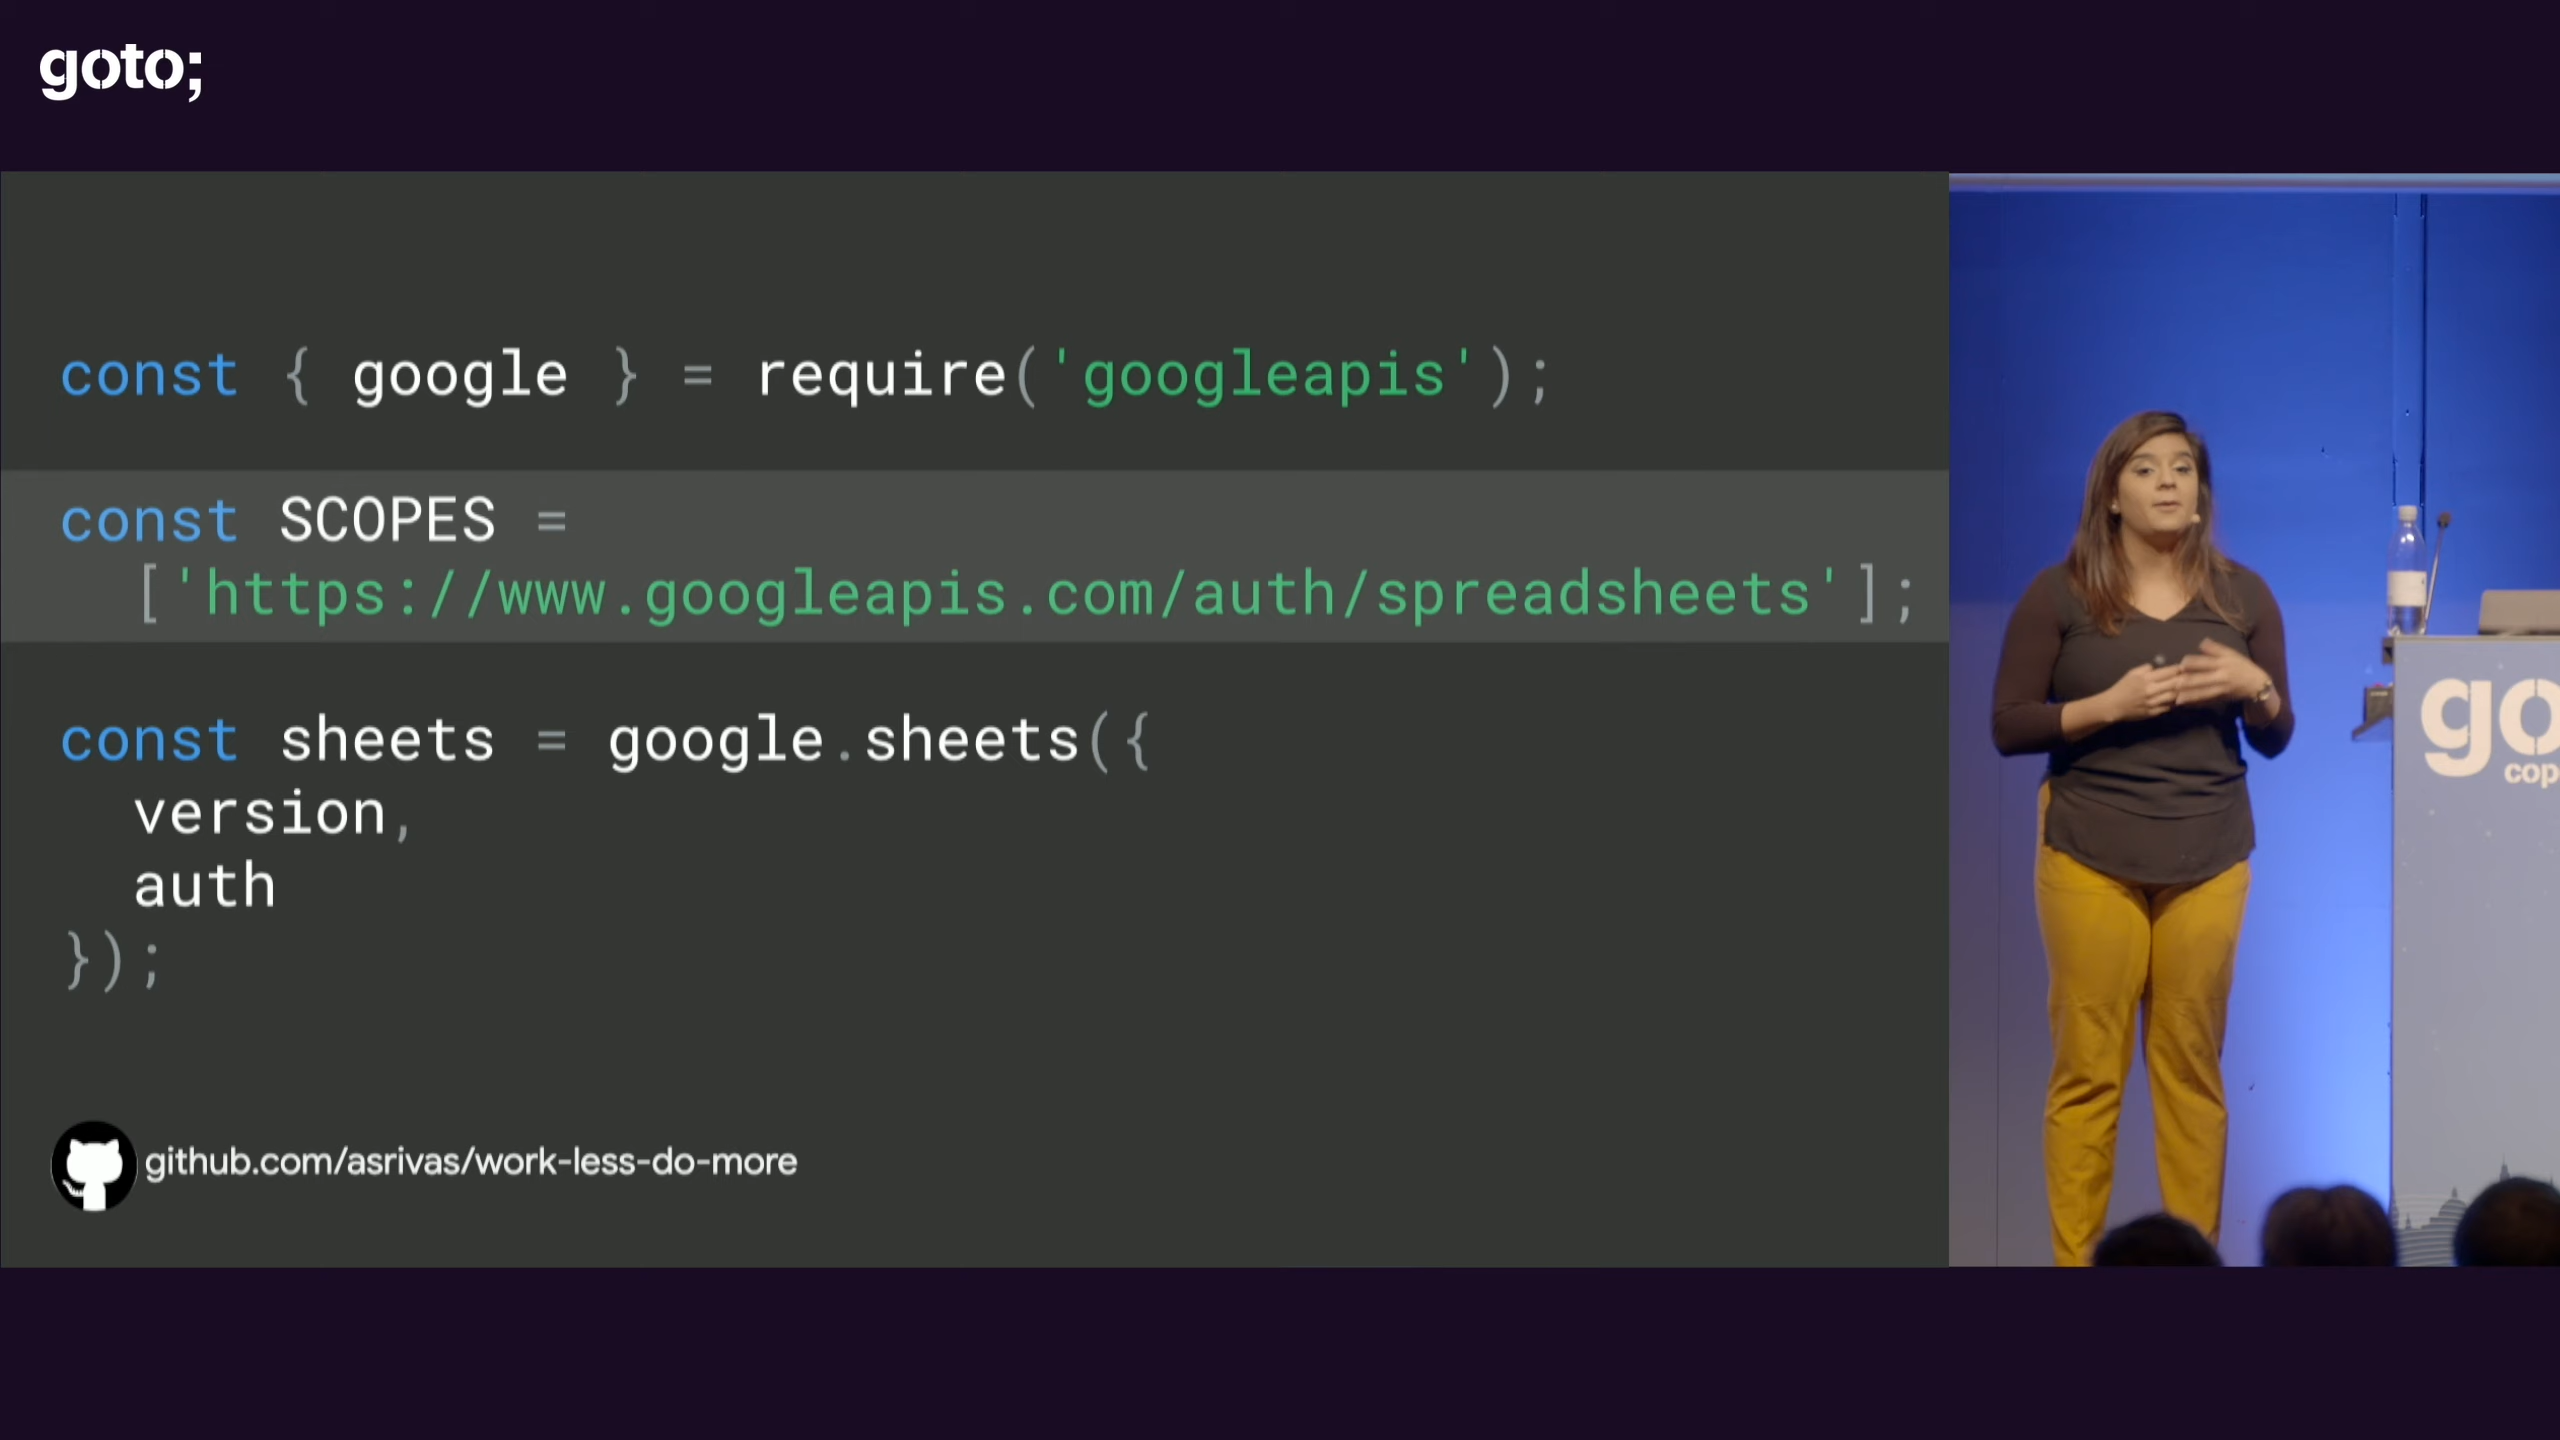 goto;
const { google } = require('googleapis');
const SCOPES =
['https://www.googleapis.com/auth/spreadsheets'];
const sheets = google.sheets({
version,
auth
});
github.com/asrivas/work-less-do-more
go
cop